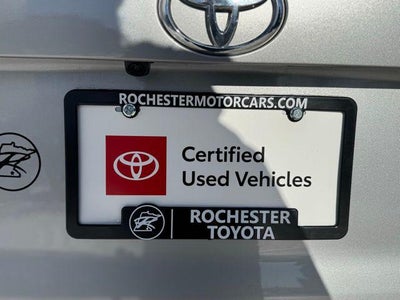 ROCHESTERMOTORCARS.COM
Certified
Used Vehicles
ROCHESTER
TOYOTA